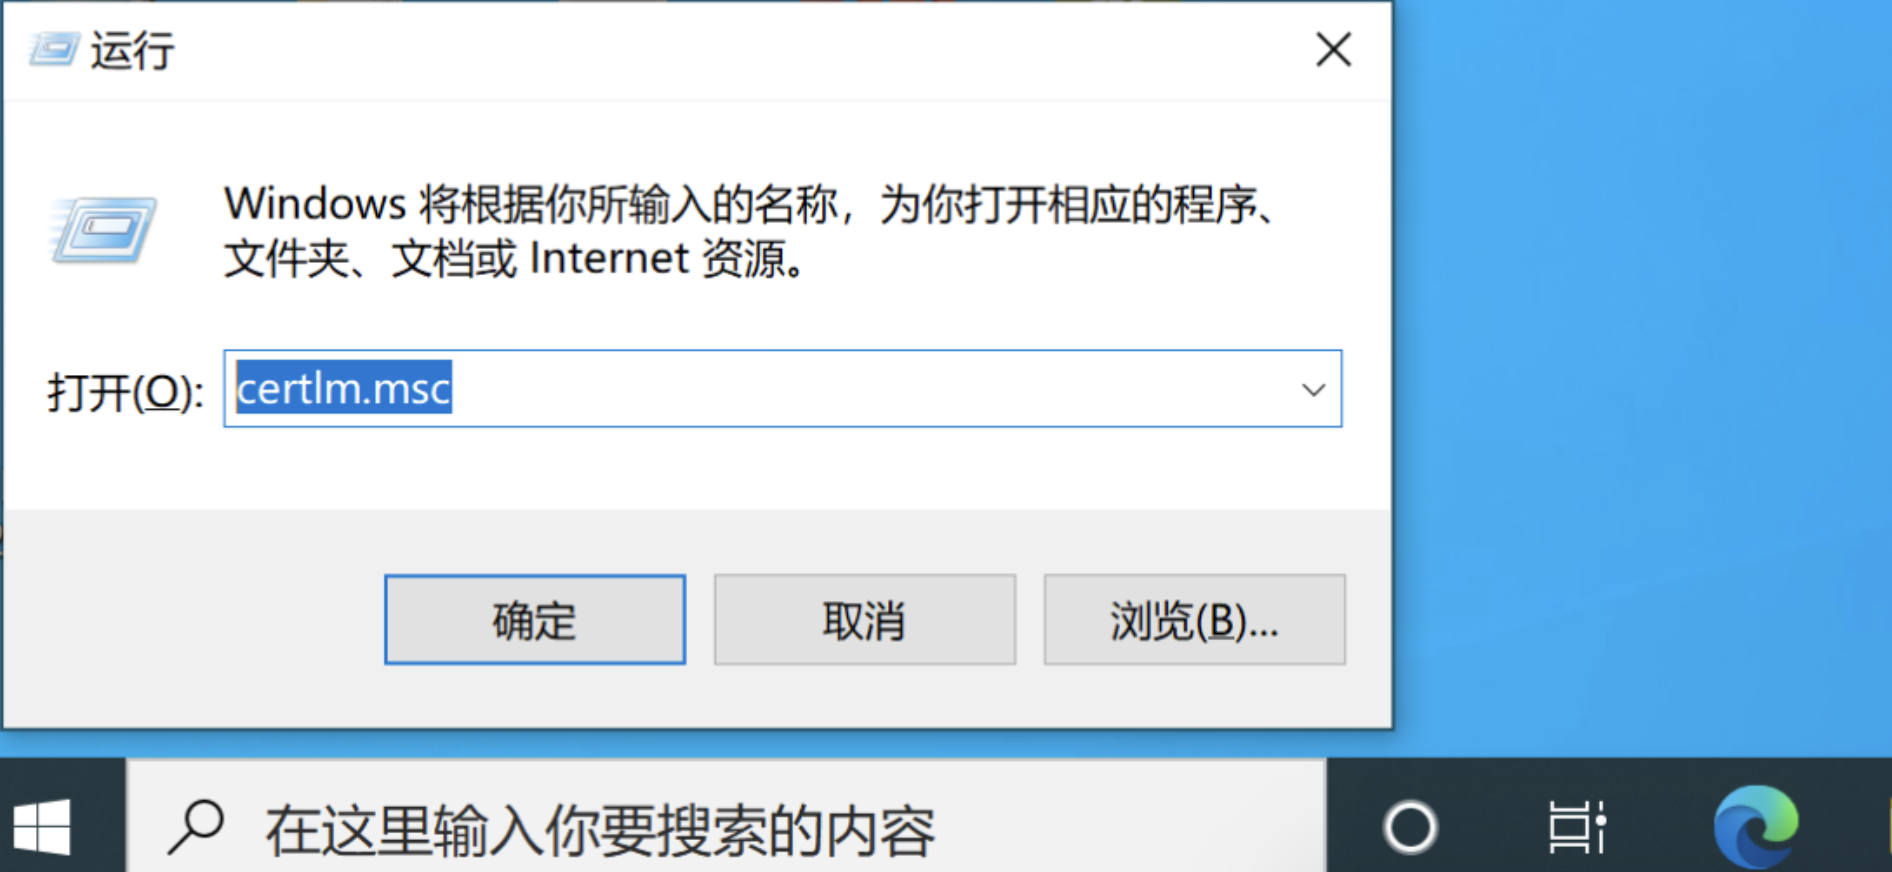 运行
Windows 将根据你所输入的名称，为你打开相应的程序、
文件夹、文档或 Internet 资源。
打开(O):
certlm.msc
确定
取消
浏览(B)...
在这里输入你要搜索的内容